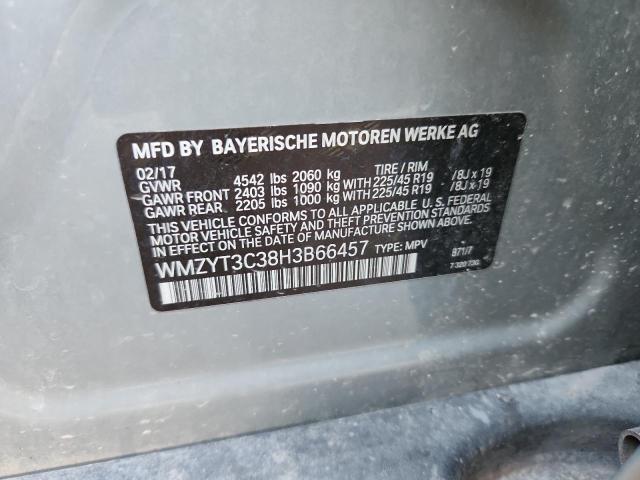 MFD BY BAYERISCHE MOTOREN WERKE AG
02/17 TIRE / RIM
GVWR 4542 lbs 2060 kg
GAWR FRONT 2403 lbs 1090 kg WITH 225/45 R19 / 8J x 19
GAWR REAR 2205 lbs 1000 kg WITH 225/45 R19 / 8J x 19
THIS VEHICLE CONFORMS TO ALL APPLICABLE U.S. FEDERAL
MOTOR VEHICLE SAFETY AND THEFT PREVENTION STANDARDS
IN EFFECT ON THE DATE OF MANUFACTURE SHOWN ABOVE.
WMZYT3C38H3B66457 TYPE: MPV